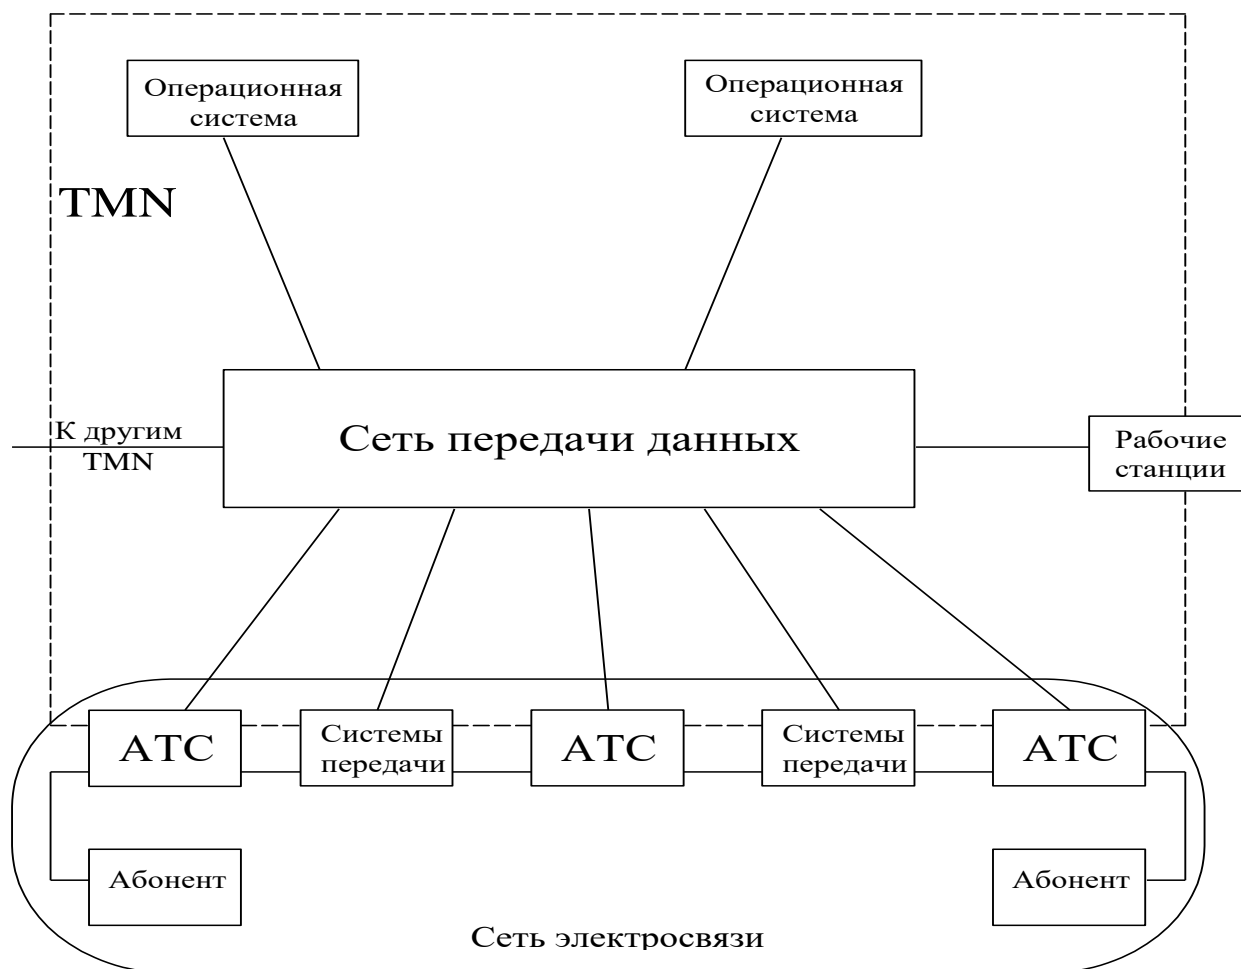 Операционная
система
Операционная
система
TMN
К другим
TMN
Сеть передачи данных
Рабочие
станции
АТС
Системы
передачи
АТС
Системы
передачи
АТС
Абонент
Абонент
Сеть электросвязи